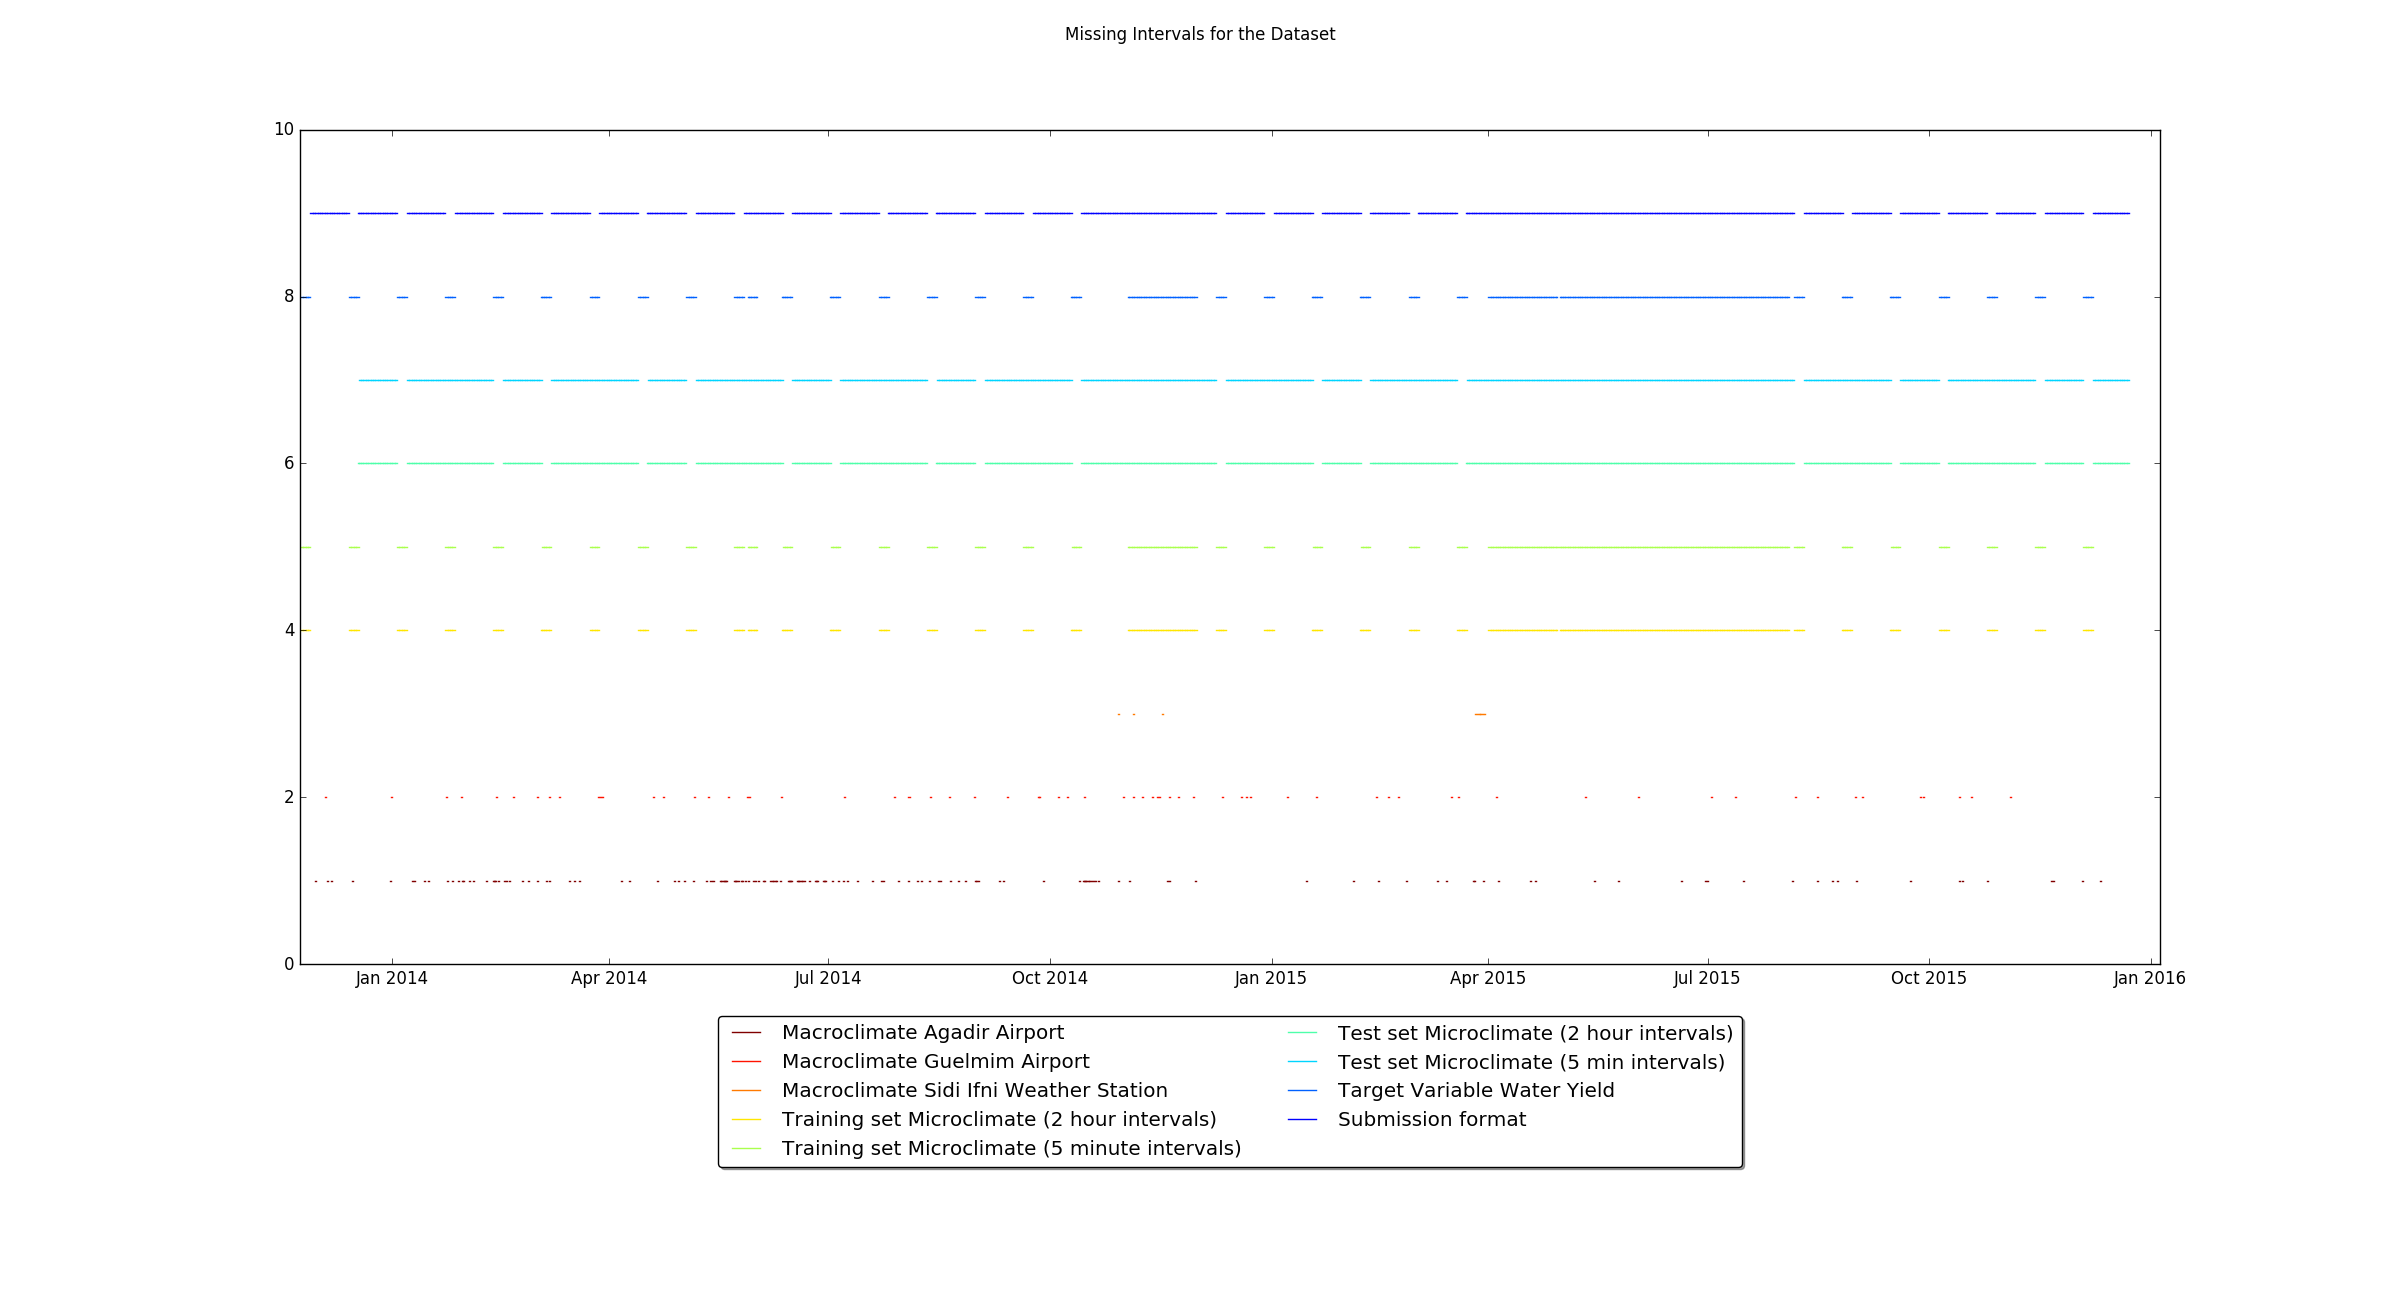 Missing Intervals for the Dataset
10
8
6
4
2
0
Jan 2014 Apr 2014 Jul 2014 Oct 2014 Jan 2015 Apr 2015 Jul 2015 Oct 2015 Jan 2016
Macroclimate Agadir Airport
Macroclimate Guelmim Airport
Macroclimate Sidi Ifni Weather Station
Training set Microclimate (2 hour intervals)
Training set Microclimate (5 minute intervals)
Test set Microclimate (2 hour intervals)
Test set Microclimate (5 min intervals)
Target Variable Water Yield
Submission format